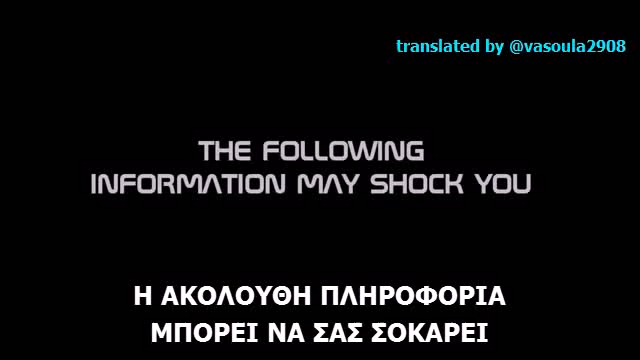 translated by @vasoula2908
THE FOLLOWING
INFORMATION MAY SHOCK YOU
Η ΑΚΟΛΟΥΘΗ ΠΛΗΡΟΦΟΡΙΑ
ΜΠΟΡΕΙ ΝΑ ΣΑΣ ΣΟΚΑΡΕΙ